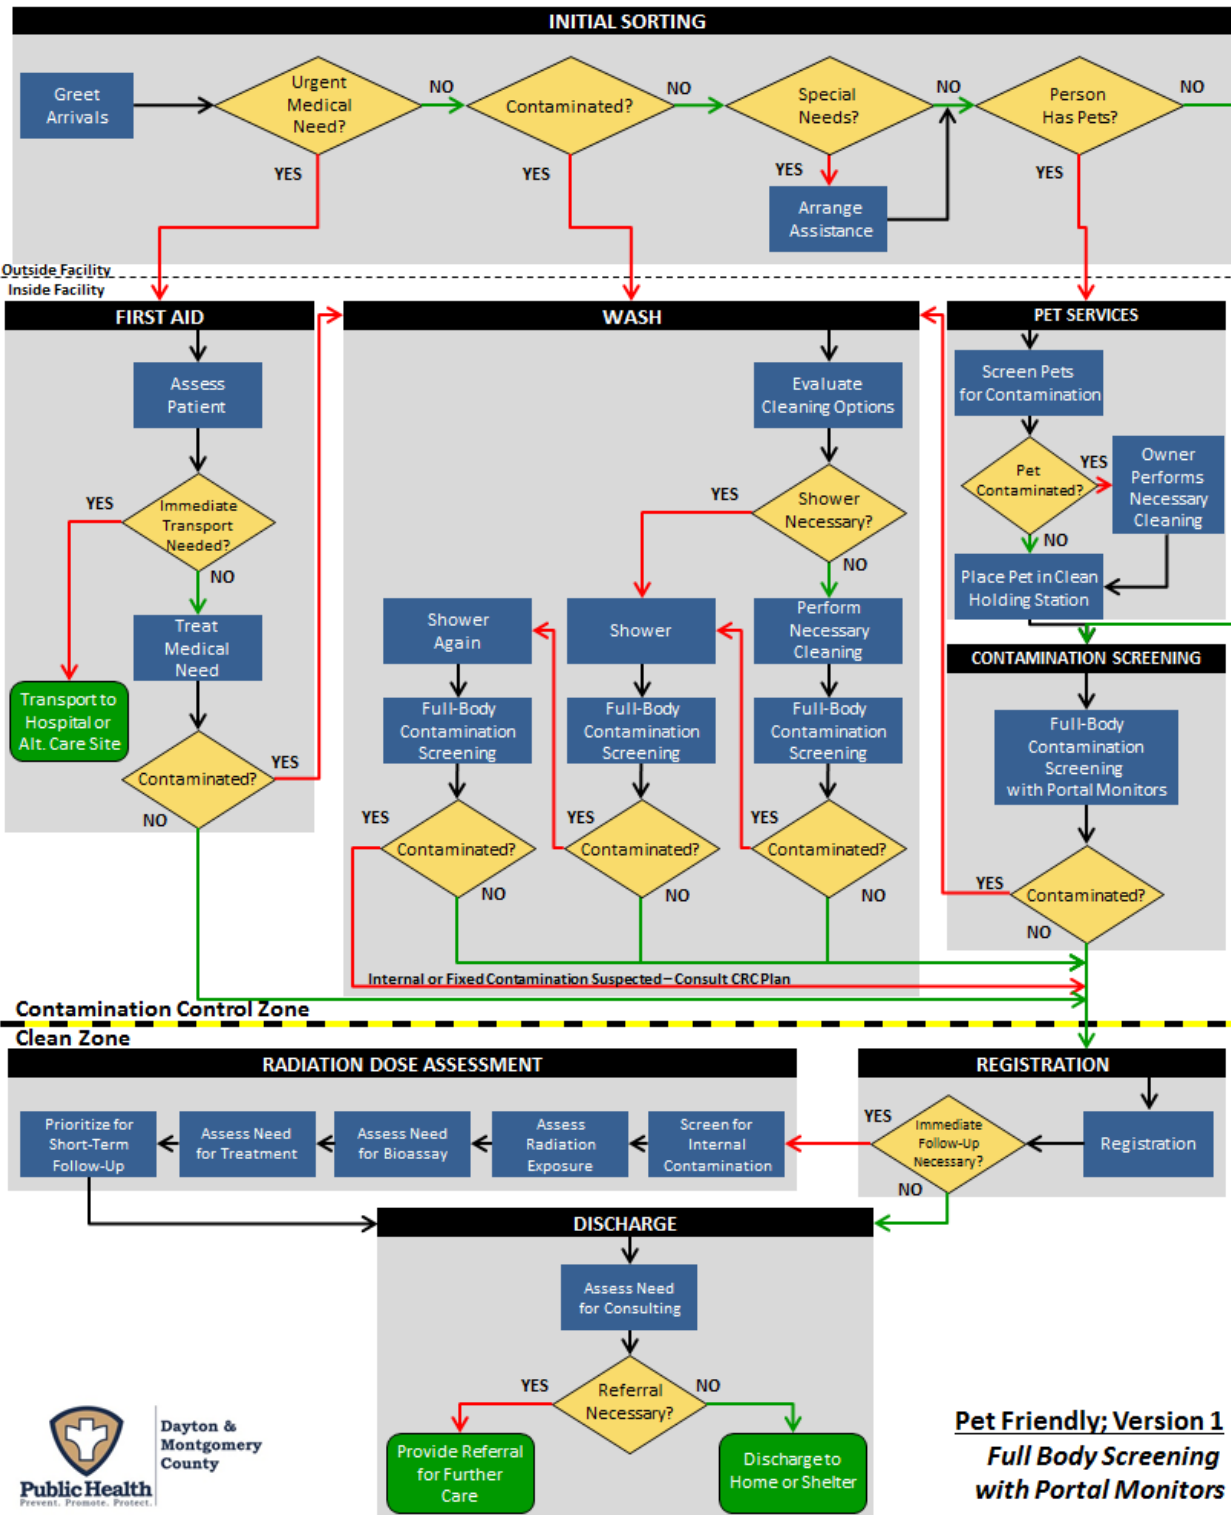 INITIAL SORTING
Greet
Arrivals
Urgent
Medical
Need?
NO
YES
Contaminated?
NO
YES
Special
Needs?
NO
YES
Arrange
Assistance
Person
Has Pets?
NO
YES
Outside Facility
Inside Facility
FIRST AID
Assess
Patient
YES
Immediate
Transport
Needed?
NO
Treat
Medical
Need
Transport to
Hospital or
Alt. Care Site
Contaminated?
YES
NO
WASH
Evaluate
Cleaning Options
YES
Shower
Necessary?
NO
Shower
Again
Shower
Perform
Necessary
Cleaning
Full-Body
Contamination
Screening
Full-Body
Contamination
Screening
Full-Body
Contamination
Screening
YES
Contaminated?
NO
YES
Contaminated?
NO
YES
Contaminated?
NO
Internal or Fixed Contamination Suspected – Consult CRC Plan
PET SERVICES
Screen Pets
for Contamination
Pet
Contaminated?
YES
NO
Owner
Performs
Necessary
Cleaning
Place Pet in Clean
Holding Station
CONTAMINATION SCREENING
Full-Body
Contamination
Screening
with Portal Monitors
YES
Contaminated?
NO
Contamination Control Zone
Clean Zone
RADIATION DOSE ASSESSMENT
Prioritize for
Short-Term
Follow-Up
Assess Need
for Treatment
Assess Need
for Bioassay
Assess
Radiation
Exposure
Screen for
Internal
Contamination
REGISTRATION
YES
Immediate
Follow-Up
Necessary?
NO
Registration
DISCHARGE
Assess Need
for Consulting
YES
Referral
Necessary?
NO
Provide Referral
for Further
Care
Discharge to
Home or Shelter
Public Health
Prevent. Promote. Protect.
Dayton &
Montgomery
County
Pet Friendly; Version 1
Full Body Screening
with Portal Monitors